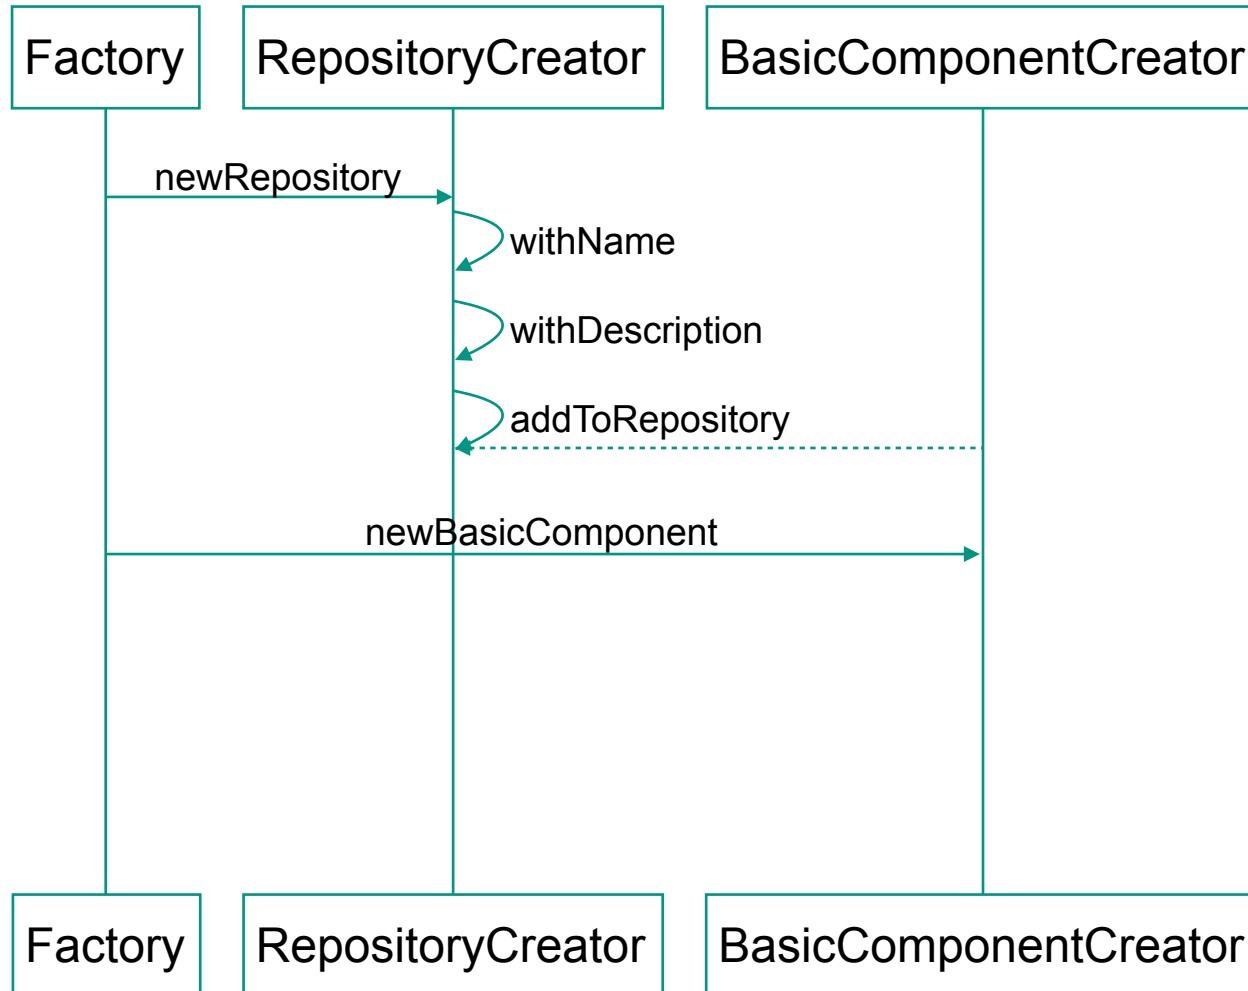 Factory
RepositoryCreator
BasicComponentCreator
newRepository
withName
withDescription
addToRepository
newBasicComponent
Factory
RepositoryCreator
BasicComponentCreator